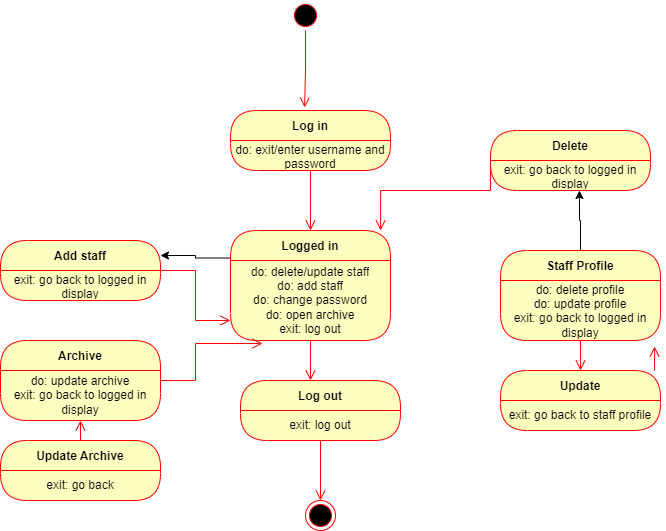 Log in
do: exit/enter username and
password
Delete
exit: go back to logged in
display
Logged in
do: delete/update staff
do: add staff
do: change password
do: open archive
exit: log out
Add staff
exit: go back to logged in
display
Staff Profile
do: delete profile
do: update profile
exit: go back to logged in
display
Archive
do: update archive
exit: go back to logged in
display
Log out
exit: log out
Update
exit: go back to staff profile
Update Archive
exit: go back